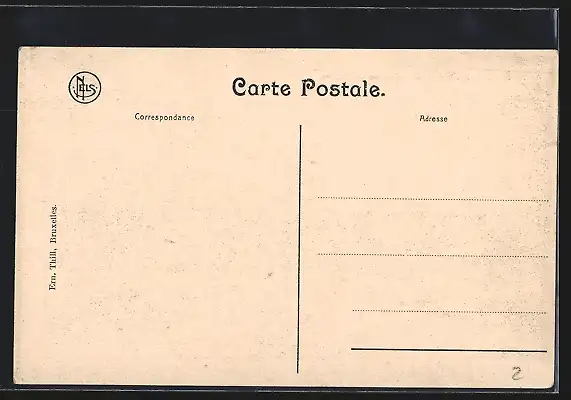 NELS
Carte Postale.
Correspondance
Adresse
Ern. Thill, Bruxelles.
2